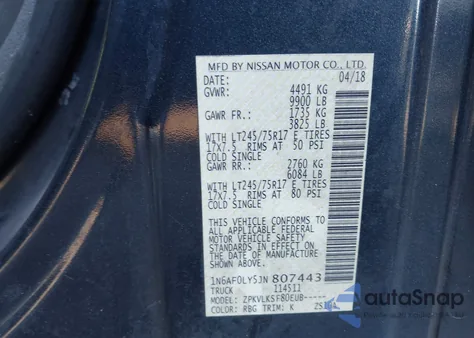 MFD BY NISSAN MOTOR CO., LTD.
DATE: 04/18
GVWR: 4491 KG
9900 LB
GAWR FR.: 1735 KG
3825 LB
WITH LT245/75R17 E TIRES
17X7.5 RIMS AT 50 PSI
COLD SINGLE
GAWR RR.: 2760 KG
6084 LB
WITH LT245/75R17 E TIRES
17X7.5 RIMS AT 80 PSI
COLD SINGLE
THIS VEHICLE CONFORMS TO
ALL APPLICABLE FEDERAL
MOTOR VEHICLE SAFETY
STANDARDS IN EFFECT ON THE
DATE OF MANUFACTURE SHOWN
ABOVE.
1N6AF0LY5JN 807443
TRUCK 114511
MODEL: ZPKVLKSF80EUB-----
COLOR: RBG TRIM: K
autoSnap